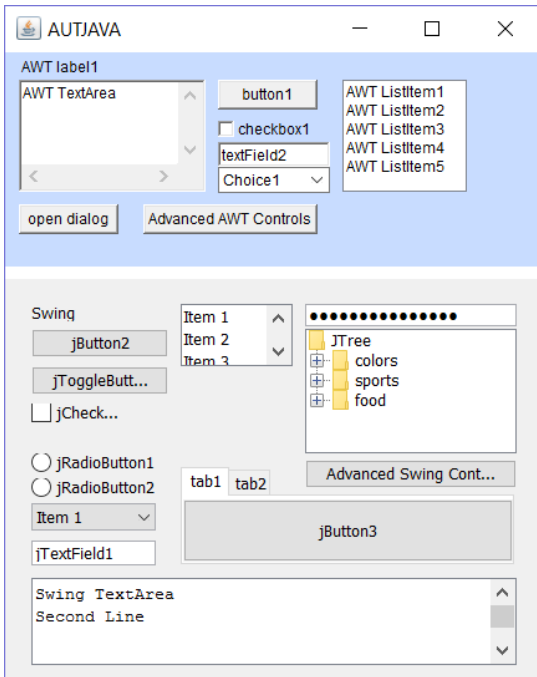 AUTJAVA
AWT label1
AWT TextArea
button1
checkbox1
textField2
Choice1
AWT ListItem1
AWT ListItem2
AWT ListItem3
AWT ListItem4
AWT ListItem5
open dialog
Advanced AWT Controls
Swing
jButton2
jToggleButt...
jCheck...
jRadioButton1
jRadioButton2
Item 1
jTextField1
Item 1
Item 2
Item 3
●●●●●●●●●●●●●●●
JTree
colors
sports
food
Advanced Swing Cont...
tab1
tab2
jButton3
Swing TextArea
Second Line